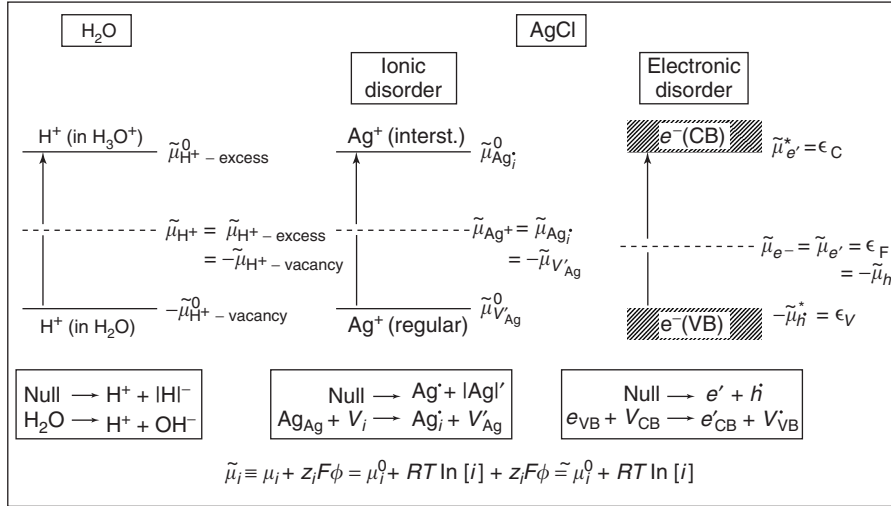 H₂O
AgCl
Ionic
disorder
Electronic
disorder
H⁺ (in H₃O⁺)
μ̃⁰H⁺ – excess
Ag⁺ (interst.)
μ̃⁰Agᵢ˙
e⁻(CB)
μ̃*e′ = ϵC
μ̃H⁺ = μ̃H⁺ – excess
= –μ̃H⁺ – vacancy
μ̃Ag⁺ = μ̃Agᵢ˙
= –μ̃V′Ag
μ̃e⁻ = μ̃e′ = ϵF
= –μ̃h
H⁺ (in H₂O)
–μ̃⁰H⁺ – vacancy
Ag⁺ (regular)
μ̃⁰V′Ag
e⁻(VB)
–μ̃*h˙ = ϵV
Null → H⁺ + |H|⁻
H₂O → H⁺ + OH⁻
Null → Ag˙ + |Ag|′
AgAg + Vᵢ → Agᵢ˙ + V′Ag
Null → e′ + h˙
eVB + VCB → e′CB + V˙VB
μ̃ᵢ ≡ μᵢ + zᵢFϕ = μᵢ⁰ + RT ln [i] + zᵢFϕ =̃ μᵢ⁰ + RT ln [i]